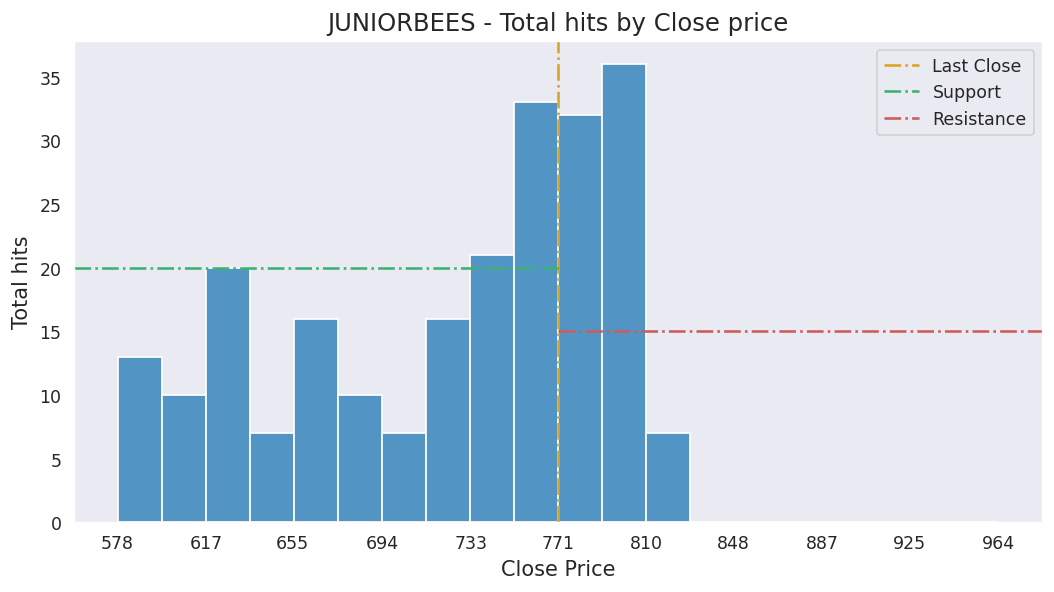 JUNIORBEES - Total hits by Close price
Last Close
Support
Resistance
Total hits
35
30
25
20
15
10
5
0
578 617 655 694 733 771 810 848 887 925 964
Close Price